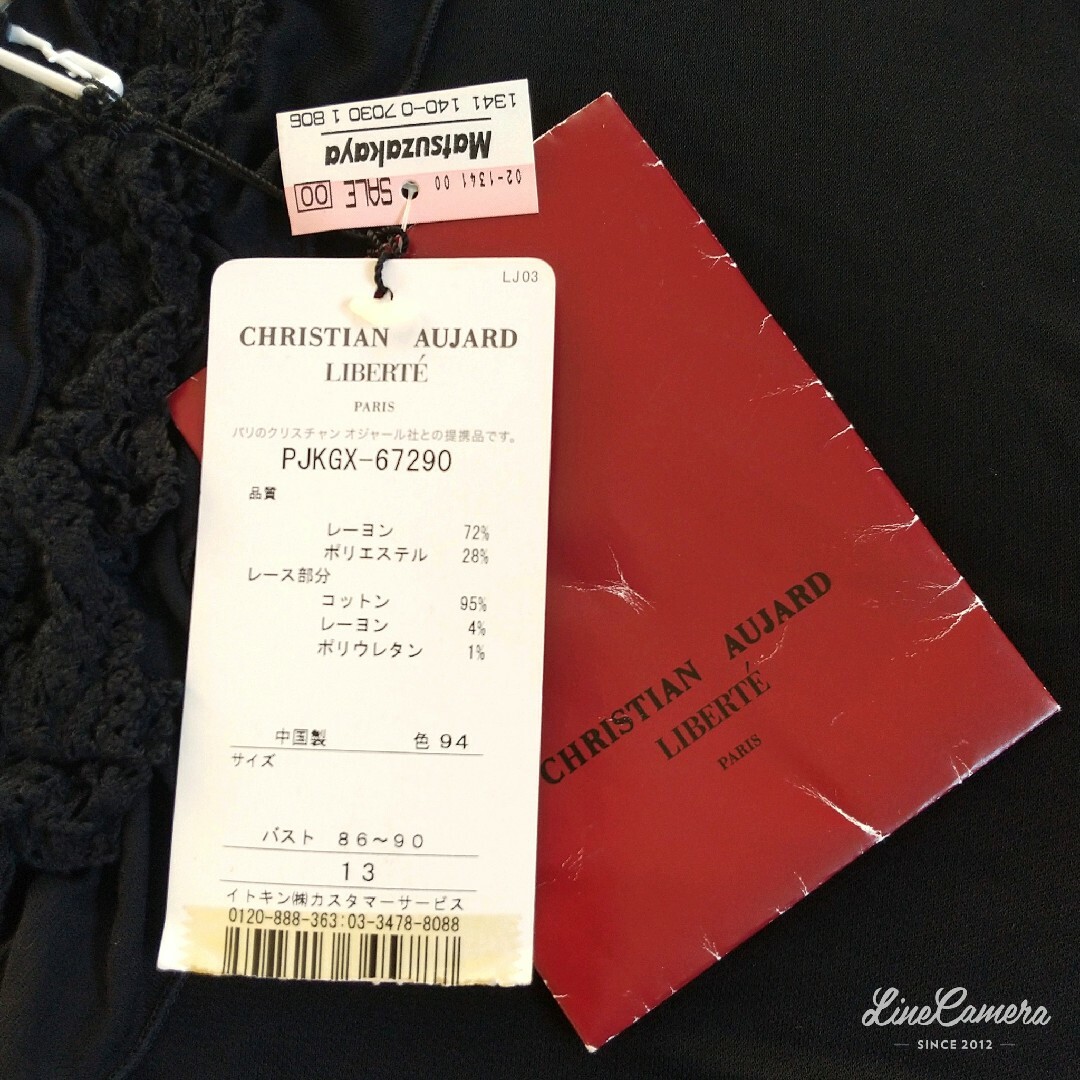 1341 140-0 7030 1 806
Matsuzakaya
02-1341 00
SALE 00
LJ03
CHRISTIAN AUJARD
LIBERTÉ
PARIS
パリのクリスチャン オジャール社との提携品です。
PJKGX-67290
品質
レーヨン 72%
ポリエステル 28%
レース部分
コットン 95%
レーヨン 4%
ポリウレタン 1%
中国製 色 94
サイズ
バスト 86~90
13
イトキン㈱カスタマーサービス
0120-888-363:03-3478-8088
CHRISTIAN AUJARD
LIBERTÉ
PARIS
LineCamera
SINCE 2012